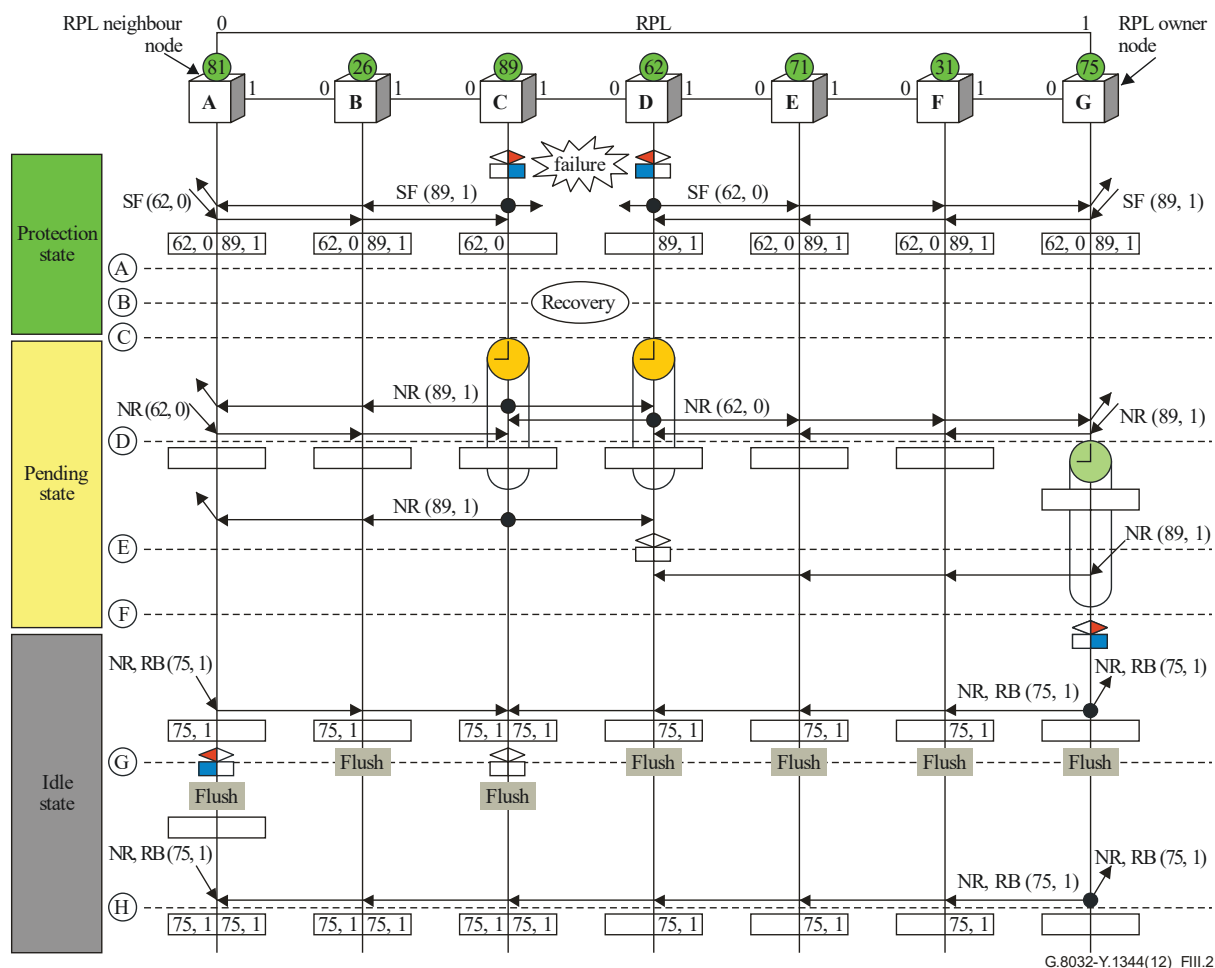 RPL neighbour node
0 RPL 1
RPL owner node
81 26 89 62 71 31 75
A 1 0 B 1 0 C 1 0 D 1 0 E 1 0 F 1 0 G
failure
SF (62, 0) SF (89, 1) SF (62, 0) SF (89, 1)
Protection state
62, 0 89, 1 62, 0 89, 1 62, 0 89, 1 62, 0 89, 1 62, 0 89, 1 62, 0 89, 1
A
B Recovery
C
NR (89, 1)
NR (62, 0) NR (62, 0) NR (89, 1)
D
Pending state
NR (89, 1)
E NR (89, 1)
F
NR, RB (75, 1) NR, RB (75, 1) NR, RB (75, 1)
75, 1 75, 1 75, 1 75, 1 75, 1 75, 1 75, 1
G Flush Flush Flush Flush Flush
Idle state
Flush Flush
NR, RB (75, 1) NR, RB (75, 1) NR, RB (75, 1)
H
75, 1 75, 1 75, 1 75, 1 75, 1 75, 1 75, 1 75, 1 75, 1
G.8032-Y.1344(12)_FIII.2